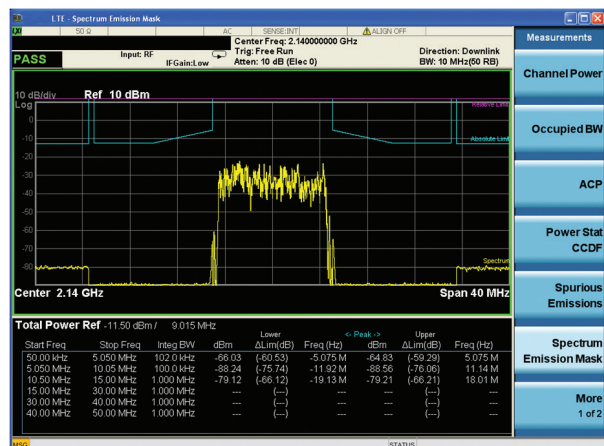 LTE - Spectrum Emission Mask
LXI 50 Ω AC SENSE:INT ALIGN OFF
Center Freq: 2.140000000 GHz
PASS Input: RF Trig: Free Run Direction: Downlink
IFGain:Low Atten: 10 dB (Elec 0) BW: 10 MHz(50 RB)
10 dB/div Ref 10 dBm
Log
Relative Limit
0
-10
Absolute Limit
-20
-30
-40
-50
-60
-70
Spectrum
-80
Center 2.14 GHz Span 40 MHz
Total Power Ref -11.50 dBm / 9.015 MHz
Lower <- Peak -> Upper
Start Freq Stop Freq Integ BW dBm ΔLim(dB) Freq (Hz) dBm ΔLim(dB) Freq (Hz)
50.00 kHz 5.050 MHz 102.0 kHz -66.03 (-60.53) -5.075 M -64.83 (-59.29) 5.075 M
5.050 MHz 10.05 MHz 100.0 kHz -88.24 (-75.74) -11.92 M -88.56 (-76.06) 11.14 M
10.50 MHz 15.00 MHz 1.000 MHz -79.12 (-66.12) -19.13 M -79.21 (-66.21) 18.01 M
15.00 MHz 30.00 MHz 1.000 MHz --- (---) --- --- (---) ---
30.00 MHz 40.00 MHz 1.000 MHz --- (---) --- --- (---) ---
40.00 MHz 50.00 MHz 1.000 MHz --- (---) --- --- (---) ---
MSG STATUS
Measurements
Channel Power
Occupied BW
ACP
Power Stat
CCDF
Spurious
Emissions
Spectrum
Emission Mask
More
1 of 2